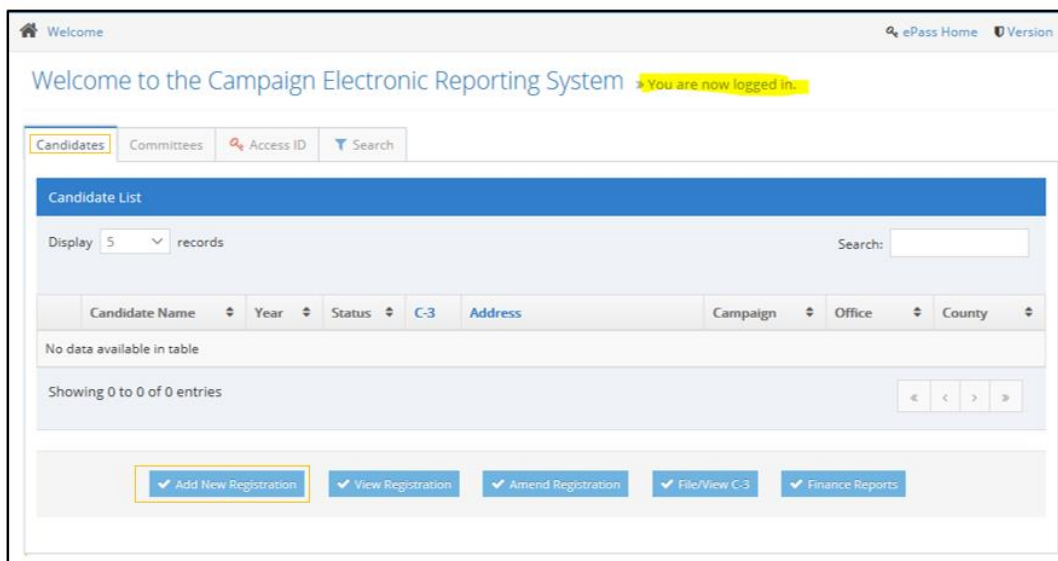 Welcome ePass Home Version
Welcome to the Campaign Electronic Reporting System » You are now logged in.
Candidates Committees Access ID Search
Candidate List
Display 5 records Search:
Candidate Name Year Status C-3 Address Campaign Office County
No data available in table
Showing 0 to 0 of 0 entries « < > »
Add New Registration View Registration Amend Registration File/View C-3 Finance Reports